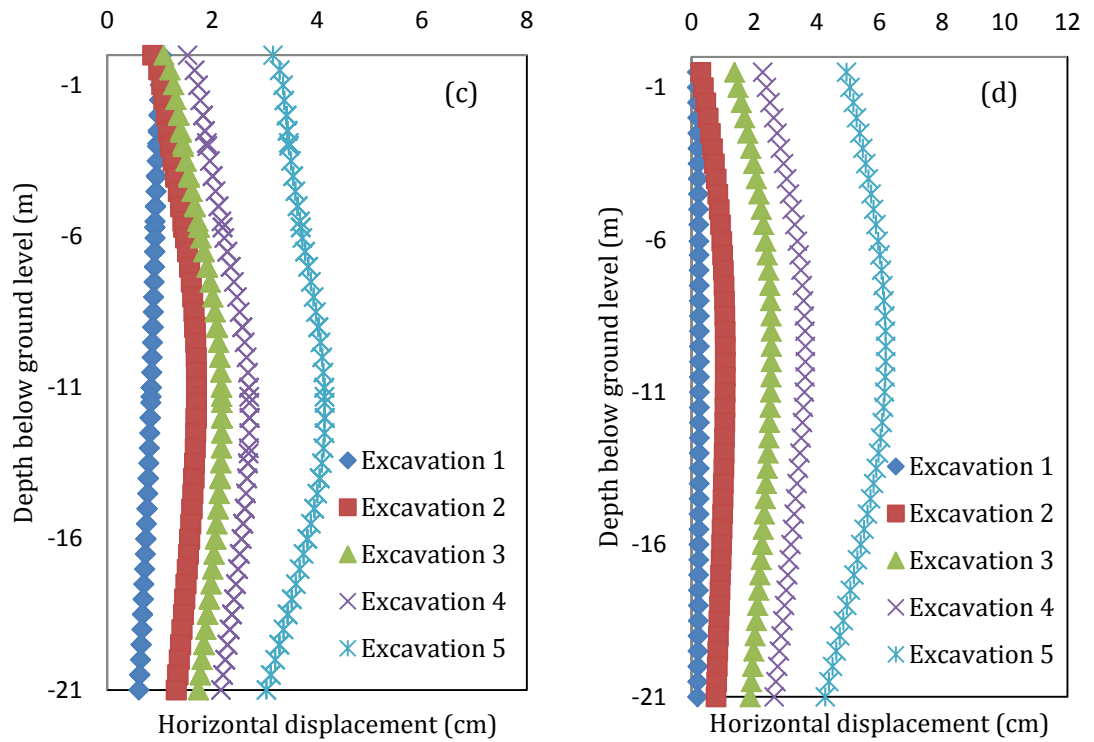 0 2 4 6 8
(c)
-1
-6
-11
-16
-21
Depth below ground level (m)
Excavation 1
Excavation 2
Excavation 3
Excavation 4
Excavation 5
Horizontal displacement (cm)
0 2 4 6 8 10 12
(d)
-1
-6
-11
-16
-21
Depth below ground level (m)
Excavation 1
Excavation 2
Excavation 3
Excavation 4
Excavation 5
Horizontal displacement (cm)